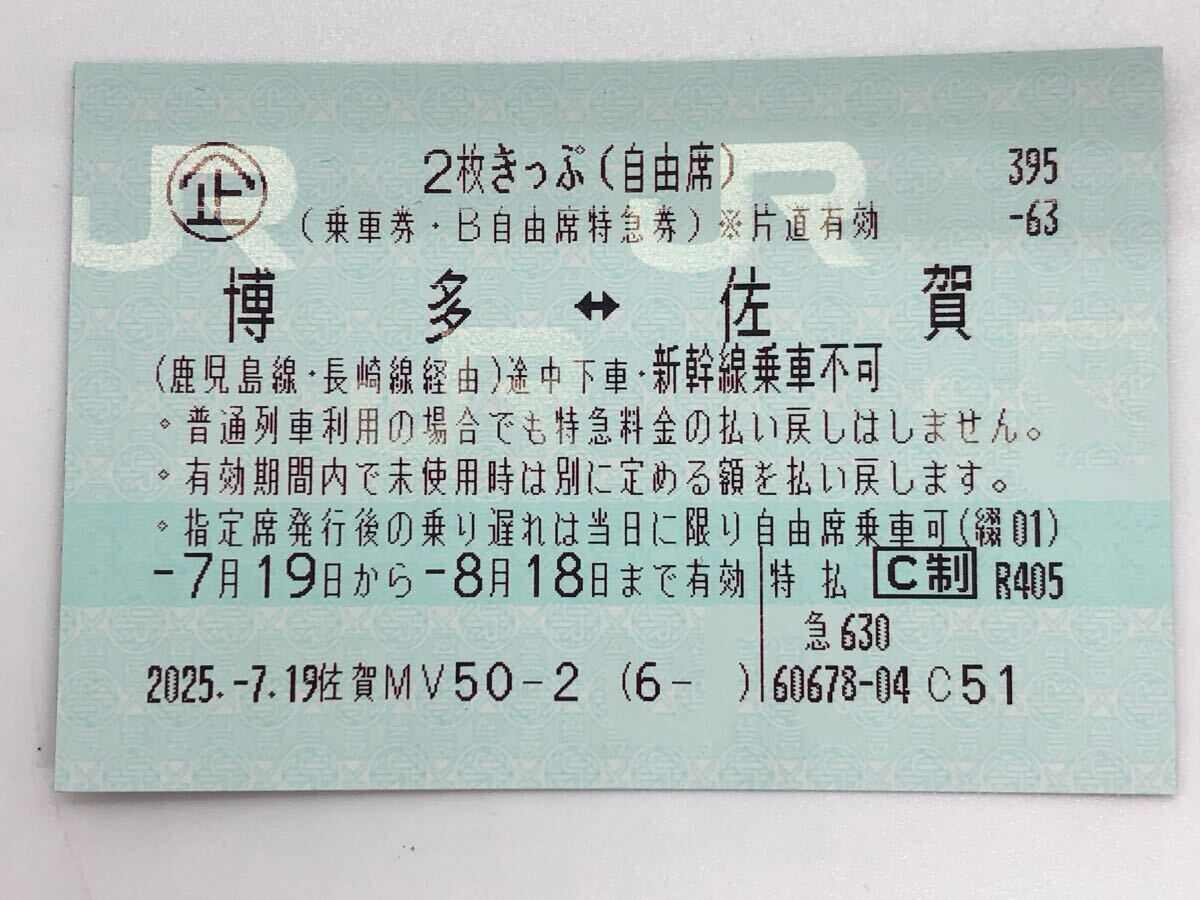 企 2枚きっぷ(自由席) 395
(乗車券・B自由席特急券)※片道有効 -63
博多↔佐賀
(鹿児島線・長崎線経由)途中下車・新幹線乗車不可
。普通列車利用の場合でも特急料金の払い戻しはしません。
。有効期間内で未使用時は別に定める額を払い戻します。
。指定席発行後の乗り遅れは当日に限り自由席乗車可(綴01)
-7月19日から-8月18日まで有効 特払 C制 R405
急630
2025.-7.19佐賀MV50-2 (6- ) 60678-04 C51